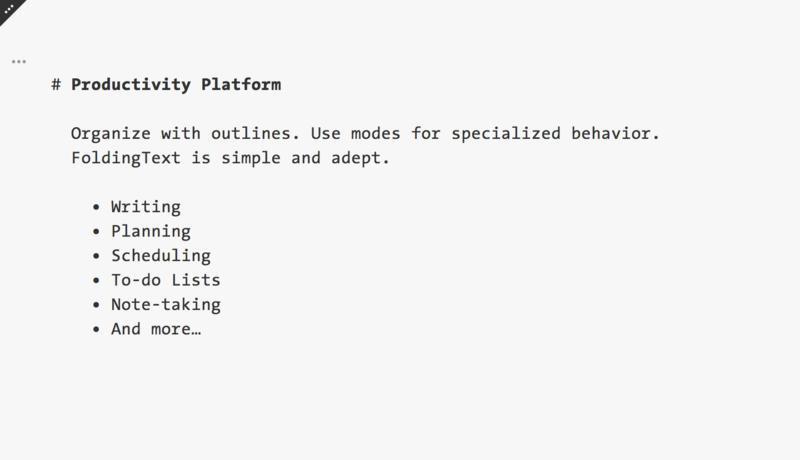 # Productivity Platform
Organize with outlines. Use modes for specialized behavior.
FoldingText is simple and adept.
• Writing
• Planning
• Scheduling
• To-do Lists
• Note-taking
• And more…